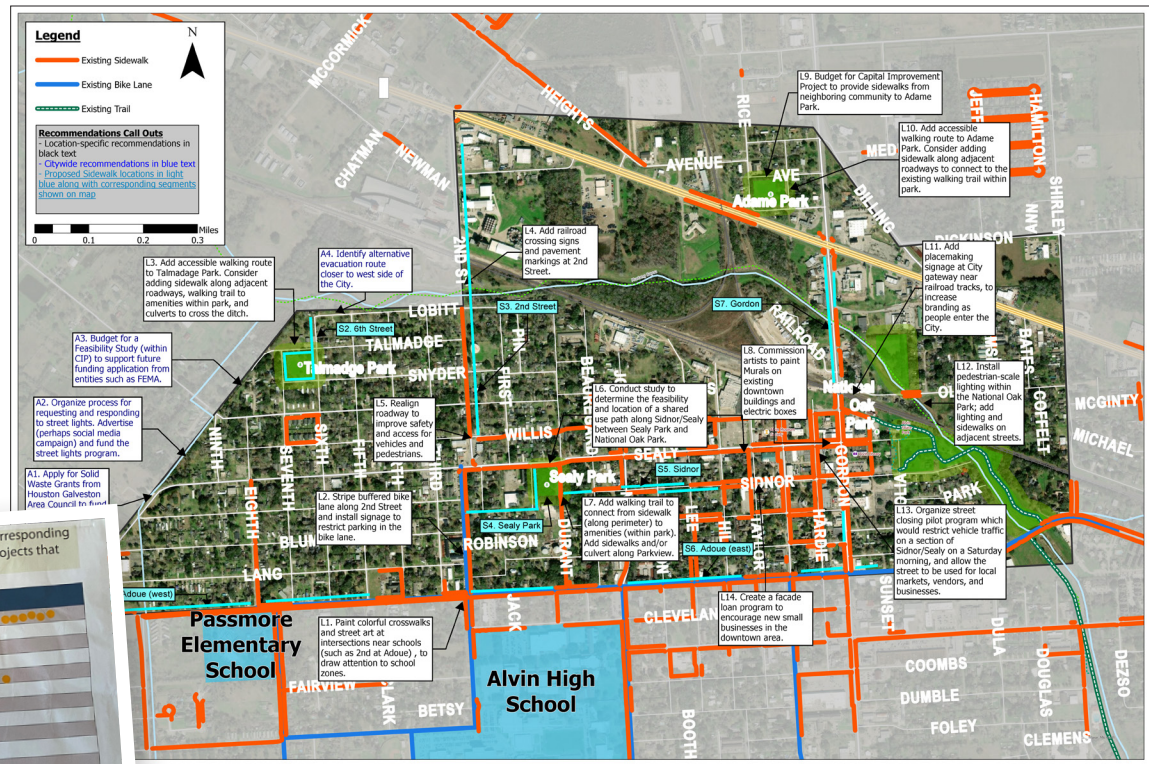 Legend
Existing Sidewalk
Existing Bike Lane
Existing Trail
Recommendations Call Outs
- Location-specific recommendations in
black text
- Citywide recommendations in blue text
- Proposed Sidewalk locations in light
blue along with corresponding segments
shown on map
Miles
0 0.1 0.2 0.3
N
MCCORMICK
CHATMAN
NEWMAN
HEIGHTS
RICE
AVENUE
AVE
MED
JEFF
HAMILTON
SHIRLEY
ANN
DILLING
DICKINSON
Adame Park
L9. Budget for Capital Improvement
Project to provide sidewalks from
neighboring community to Adame
Park.
L10. Add accessible
walking route to Adame
Park. Consider adding
sidewalk along adjacent
roadways to connect to the
existing walking trail within
park.
L4. Add railroad
crossing signs
and pavement
markings at 2nd
Street.
A4. Identify alternative
evacuation route
closer to west side of
the City.
L3. Add accessible walking route
to Talmadage Park. Consider
adding sidewalk along adjacent
roadways, walking trail to
amenities within park, and
culverts to cross the ditch.
L11. Add
placemaking
signage at City
gateway near
railroad tracks, to
increase
branding as
people enter the
City.
2ND ST
S3. 2nd Street
S7. Gordon
LOBITT
S2. 6th Street
RAILROAD
TALMADGE
Talmadge Park
SNYDER
PIN
FIRST
A3. Budget for a
Feasibility Study (within
CIP) to support future
funding application from
entities such as FEMA.
L8. Commission
artists to paint
Murals on
existing
downtown
buildings and
electric boxes
L12. Install
pedestrian-scale
lighting within
the National Oak
Park; add
lighting and
sidewalks on
adjacent streets.
BATES
COFFELT
MCGINTY
MICHAEL
National
Oak
Park
L6. Conduct study to
determine the feasibility
and location of a shared
use path along Sidnor/Sealy
between Sealy Park and
National Oak Park.
L5. Realign
roadway to
improve safety
and access for
vehicles and
pedestrians.
A2. Organize process for
requesting and responding
to street lights. Advertise
(perhaps social media
campaign) and fund the
street lights program.
NINTH
SIXTH
SEVENTH
FIFTH
EIGHTH
WILLIS
SEALY
Sealy Park
S5. Sidnor
SIDNOR
GORDON
PARK
A1. Apply for Solid
Waste Grants from
Houston Galveston
Area Council to fund
L2. Stripe buffered bike
lane along 2nd Street
and install signage to
restrict parking in the
bike lane.
S4. Sealy Park
L7. Add walking trail to
connect from sidewalk
(along perimeter) to
amenities (within park).
Add sidewalks and/or
culvert along Parkview.
L13. Organize street
closing pilot program which
would restrict vehicle traffic
on a section of
Sidnor/Sealy on a Saturday
morning, and allow the
street to be used for local
markets, vendors, and
businesses.
DURANT
LEE
HILL
TAYLOR
HARDIE
ROBINSON
S6. Adoue (east)
LANG
Adoue (west)
JACK
CLEVELAN
SUNSET
L14. Create a facade
loan program to
encourage new small
businesses in the
downtown area.
L1. Paint colorful crosswalks
and street art at
intersections near schools
(such as 2nd at Adoue) , to
draw attention to school
zones.
Passmore
Elementary
School
Alvin High
School
FAIRVIEW
CLARK
BETSY
BOOTH
COOMBS
DUMBLE
FOLEY
CLEMENS
DULA
DOUGLAS
DEZSO
rresponding
ojects that